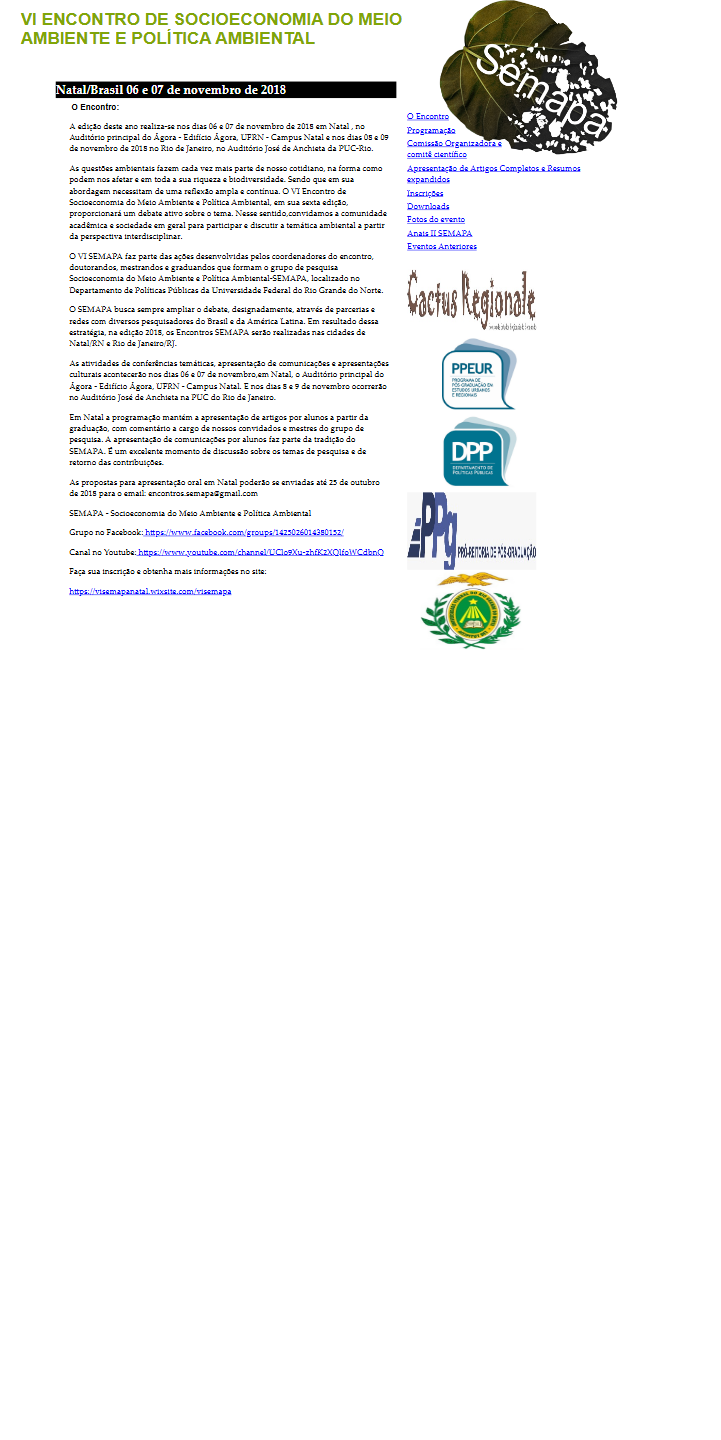 VI ENCONTRO DE SOCIOECONOMIA DO MEIO
AMBIENTE E POLÍTICA AMBIENTAL
Natal/Brasil 06 e 07 de novembro de 2018
O Encontro:
A edição deste ano realiza-se nos dias 06 e 07 de novembro de 2018 em Natal , no
Auditório principal do Ágora - Edifício Ágora, UFRN - Campus Natal e nos dias 08 e 09
de novembro de 2018 no Rio de Janeiro, no Auditório José de Anchieta da PUC-Rio.
As questões ambientais fazem cada vez mais parte de nosso cotidiano, na forma como
podem nos afetar e em toda a sua riqueza e biodiversidade. Sendo que em sua
abordagem necessitam de uma reflexão ampla e contínua. O VI Encontro de
Socioeconomia do Meio Ambiente e Política Ambiental, em sua sexta edição,
proporcionará um debate ativo sobre o tema. Nesse sentido,convidamos a comunidade
acadêmica e sociedade em geral para participar e discutir a temática ambiental a partir
da perspectiva interdisciplinar.
O VI SEMAPA faz parte das ações desenvolvidas pelos coordenadores do encontro,
doutorandos, mestrandos e graduandos que formam o grupo de pesquisa
Socioeconomia do Meio Ambiente e Política Ambiental-SEMAPA, localizado no
Departamento de Políticas Públicas da Universidade Federal do Rio Grande do Norte.
O SEMAPA busca sempre ampliar o debate, designadamente, através de parcerias e
redes com diversos pesquisadores do Brasil e da América Latina. Em resultado dessa
estratégia, na edição 2018, os Encontros SEMAPA serão realizadas nas cidades de
Natal/RN e Rio de Janeiro/RJ.
As atividades de conferências temáticas, apresentação de comunicações e apresentações
culturais acontecerão nos dias 06 e 07 de novembro,em Natal, o Auditório principal do
Ágora - Edifício Ágora, UFRN - Campus Natal. E nos dias 8 e 9 de novembro ocorrerão
no Auditório José de Anchieta na PUC do Rio de Janeiro.
Em Natal a programação mantém a apresentação de artigos por alunos a partir da
graduação, com comentário a cargo de nossos convidados e mestres do grupo de
pesquisa. A apresentação de comunicações por alunos faz parte da tradição do
SEMAPA. É um excelente momento de discussão sobre os temas de pesquisa e de
retorno das contribuições.
As propostas para apresentação oral em Natal poderão se enviadas até 25 de outubro
de 2018 para o email: encontros.semapa@gmail.com
SEMAPA - Socioeconomia do Meio Ambiente e Política Ambiental
Grupo no Facebook: https://www.facebook.com/groups/1425026014380152/
Canal no Youtube: https://www.youtube.com/channel/UClo9Xu-zhfK2XQlfoWCdbnQ
Faça sua inscrição e obtenha mais informações no site:
https://visemapanatal.wixsite.com/visemapa
Semapa
O Encontro
Programação
Comissão Organizadora e
comitê científico
Apresentação de Artigos Completos e Resumos
expandidos
Inscrições
Downloads
Fotos do evento
Anais II SEMAPA
Eventos Anteriores
Cactus Regionale
PPEUR
PROGRAMA DE
PÓS-GRADUAÇÃO EM
ESTUDOS URBANOS
E REGIONAIS
DPP
DEPARTAMENTO DE
POLÍTICAS PÚBLICAS
PPg
PRÓ-REITORIA DE PÓS-GRADUAÇÃO